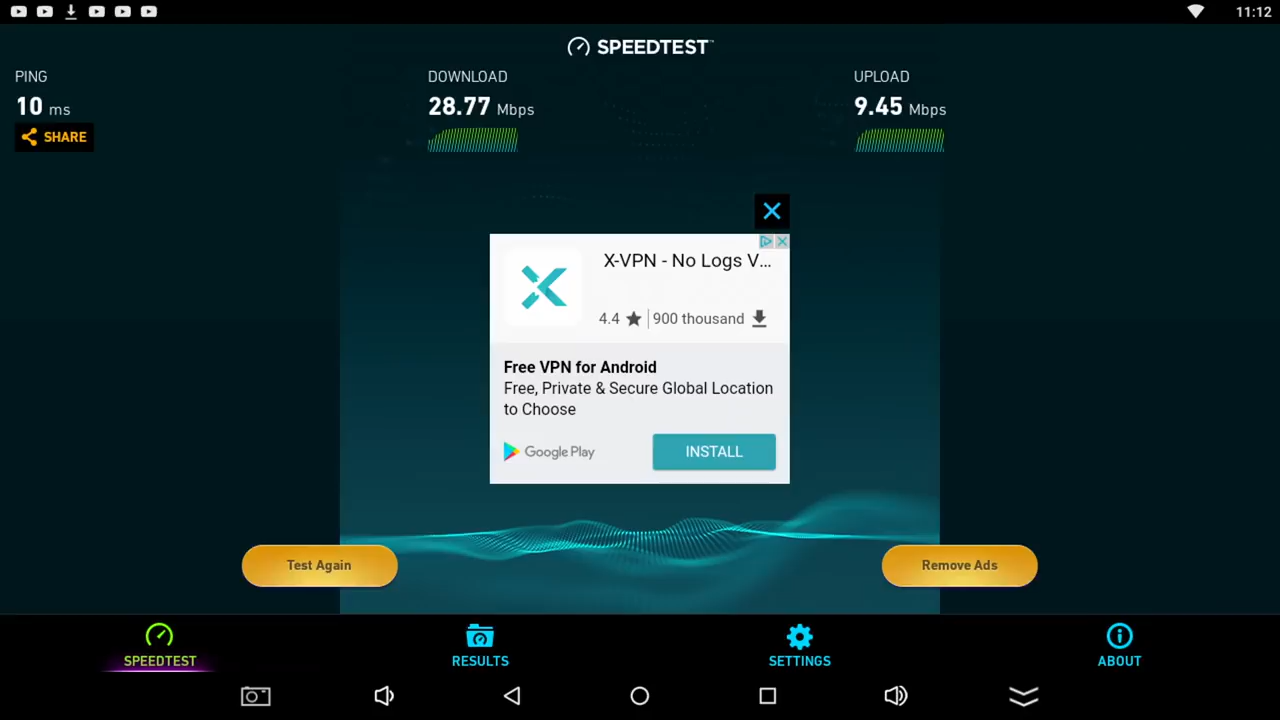 11:12
SPEEDTEST™
PING
10 ms
SHARE
DOWNLOAD
28.77 Mbps
UPLOAD
9.45 Mbps
X-VPN - No Logs V...
4.4 ★ | 900 thousand
Free VPN for Android
Free, Private & Secure Global Location
to Choose
Google Play
INSTALL
Test Again
Remove Ads
SPEEDTEST
RESULTS
SETTINGS
ABOUT